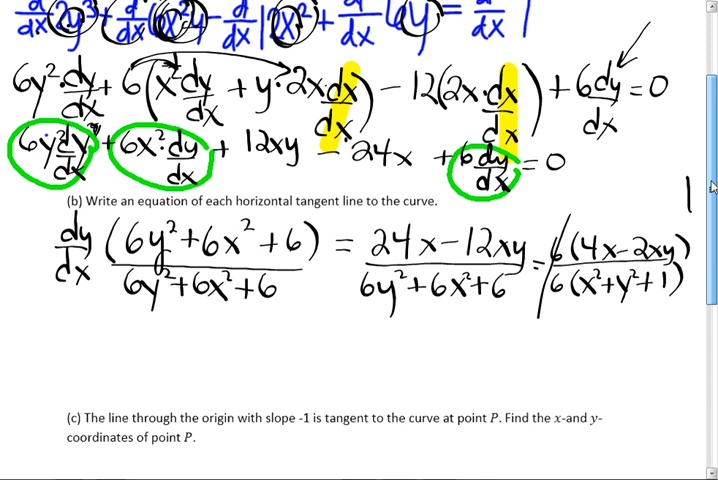 d/dx(2y³) + d/dx(6x²y) − d/dx(12x²) + d/dx(6y) = d/dx 1
6y² · dy/dx + 6(x² dy/dx + y · 2x dx/dx) − 12(2x · dx/dx) + 6 dy/dx = 0
6y² dy/dx + 6x² · dy/dx + 12xy − 24x + 6 dy/dx = 0
(b) Write an equation of each horizontal tangent line to the curve.
dy/dx (6y² + 6x² + 6)/(6y² + 6x² + 6) = (24x − 12xy)/(6y² + 6x² + 6) = 6(4x − 2xy)/6(x² + y² + 1)
(c) The line through the origin with slope -1 is tangent to the curve at point P. Find the x-and y-
coordinates of point P.